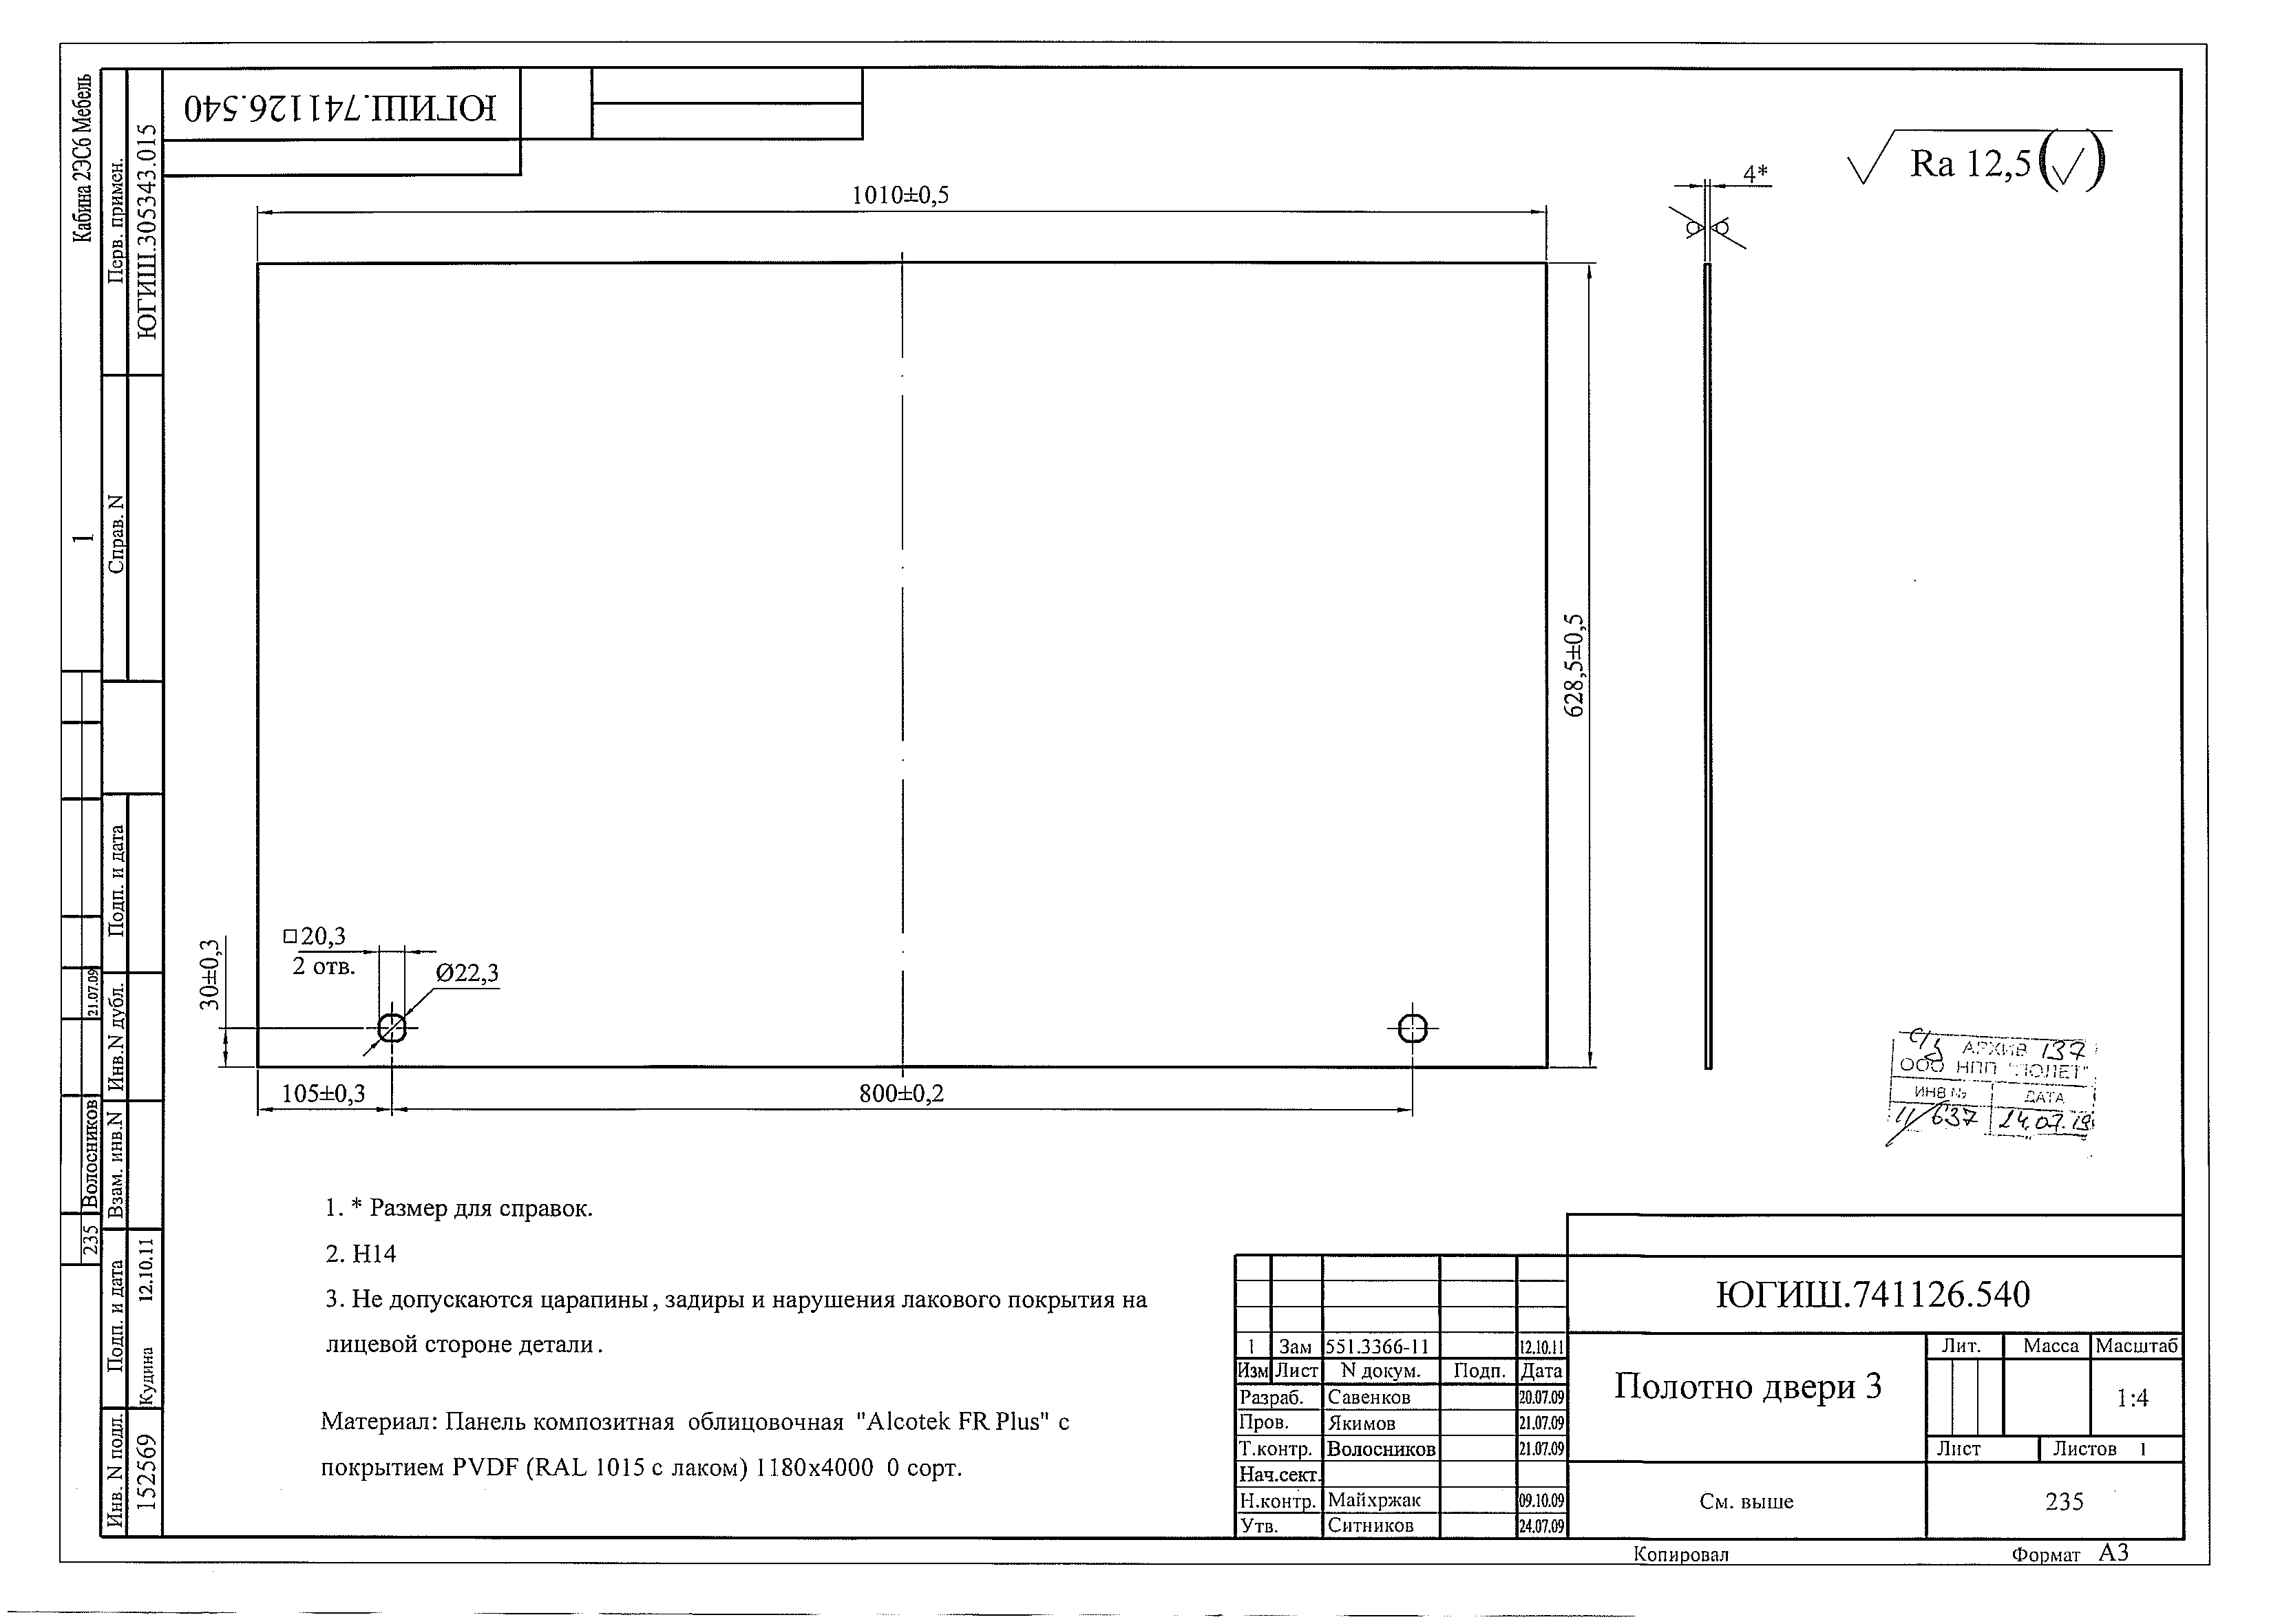 Кабина 2ЭС6 Мебель
1
Перв. примен.
ЮГИШ.305343.015
Справ. N
Подп. и дата
Инв.N дубл.
Взам. инв.N
Подп. и дата
Инв. N подл.
21.07.09
Волосников
235
Кудина 12.10.11
152569
ЮГИШ.741126.540
Ra 12,5
1010±0,5
4*
628,5±0,5
□20,3
2 отв.
Ø22,3
30±0,3
105±0,3
800±0,2
АРХИВ 137
ООО НПП "ПОЛЕТ"
ИНВ № ДАТА
11/637 24.07.19
1. * Размер для справок.
2. H14
3. Не допускаются царапины, задиры и нарушения лакового покрытия на
лицевой стороне детали.
Материал: Панель композитная облицовочная "Alcotek FR Plus" с
покрытием PVDF (RAL 1015 с лаком) 1180x4000 0 сорт.
1 Зам 551.3366-11 12.10.11
Изм Лист N докум. Подп. Дата
Разраб. Савенков 20.07.09
Пров. Якимов 21.07.09
Т.контр. Волосников 21.07.09
Нач.сект.
Н.контр. Майхржак 09.10.09
Утв. Ситников 24.07.09
ЮГИШ.741126.540
Полотно двери 3
Лит. Масса Масштаб
1:4
Лист Листов 1
См. выше
235
Копировал Формат А3